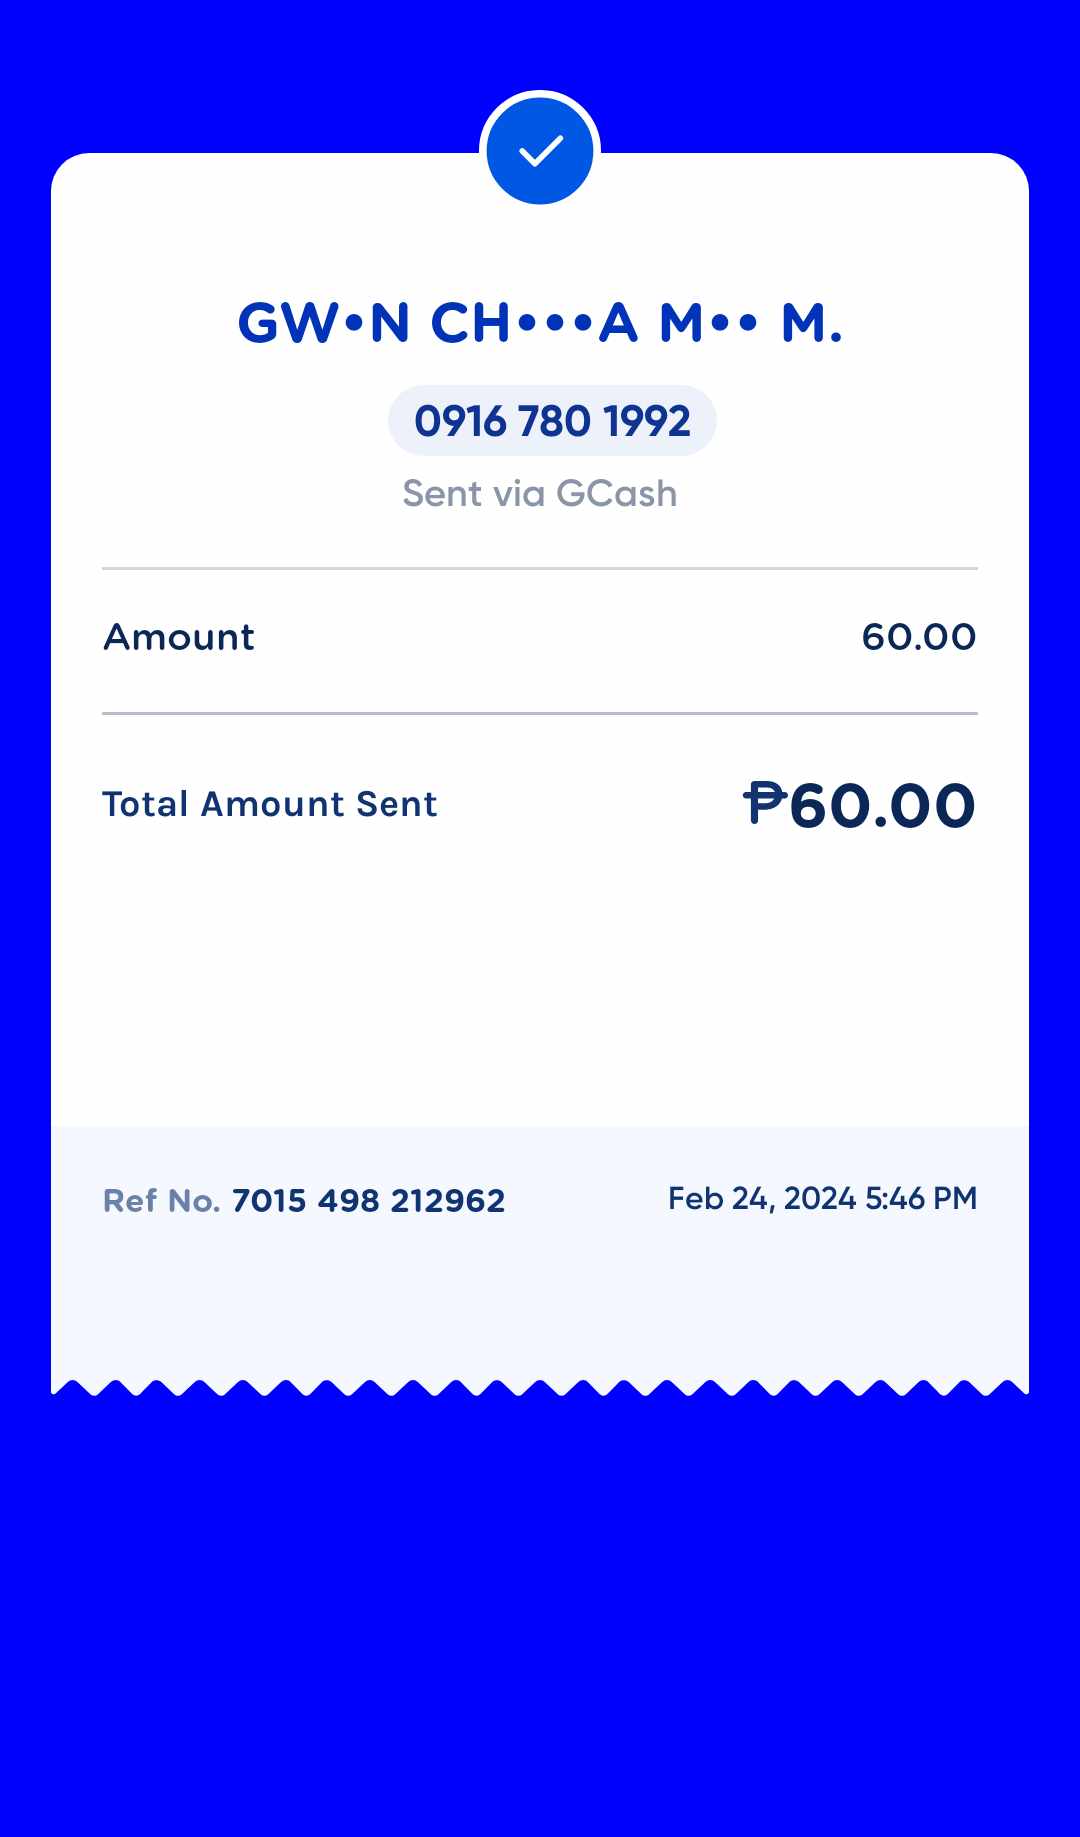 GW•N CH•••A M•• M.
0916 780 1992
Sent via GCash
Amount 60.00
Total Amount Sent ₱60.00
Ref No. 7015 498 212962 Feb 24, 2024 5:46 PM